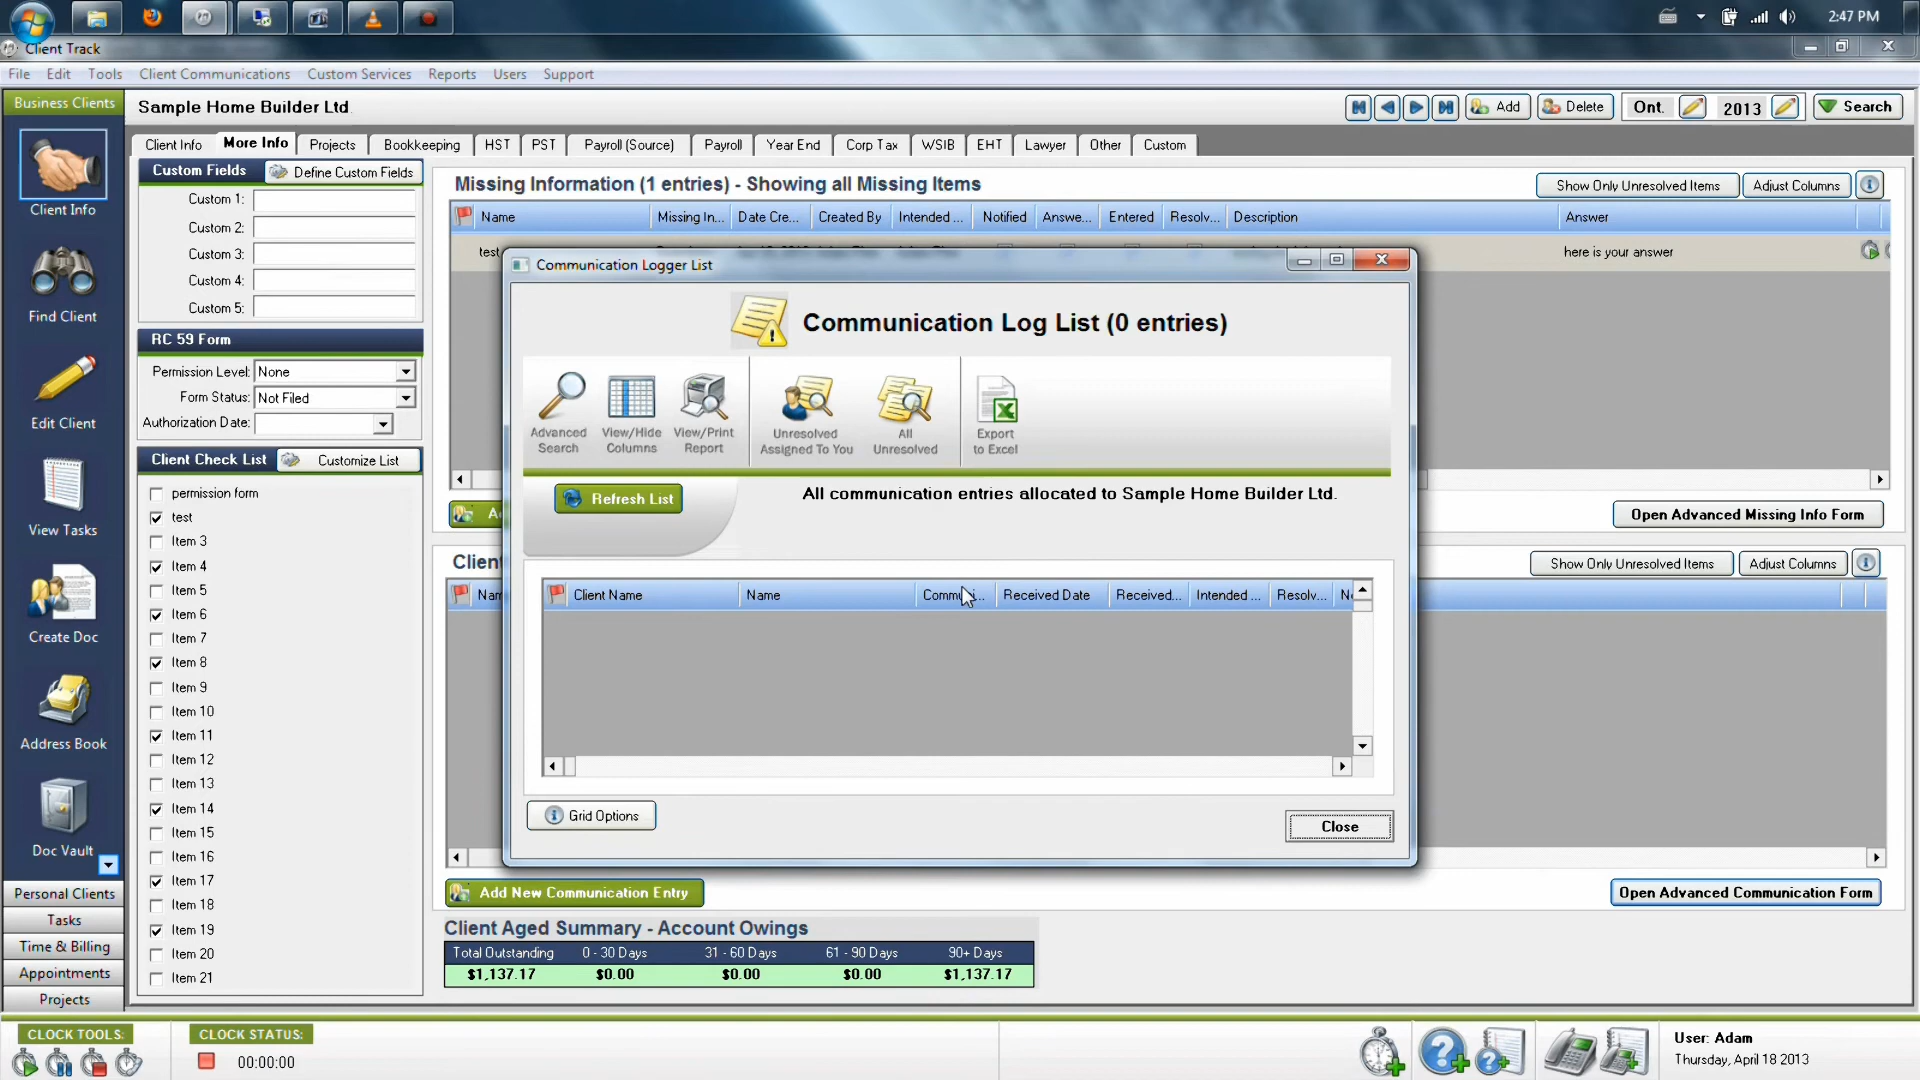 2:47 PM
Client Track
File Edit Tools Client Communications Custom Services Reports Users Support
Business Clients
Sample Home Builder Ltd.
Add Delete Ont. 2013 Search
Client Info More Info Projects Bookkeeping HST PST Payroll (Source) Payroll Year End Corp Tax WSIB EHT Lawyer Other Custom
Client Info
Find Client
Edit Client
View Tasks
Create Doc
Address Book
Doc Vault
Personal Clients
Tasks
Time & Billing
Appointments
Projects
Custom Fields Define Custom Fields
Custom 1:
Custom 2:
Custom 3:
Custom 4:
Custom 5:
RC 59 Form
Permission Level: None
Form Status: Not Filed
Authorization Date:
Client Check List Customize List
permission form
test
Item 3
Item 4
Item 5
Item 6
Item 7
Item 8
Item 9
Item 10
Item 11
Item 12
Item 13
Item 14
Item 15
Item 16
Item 17
Item 18
Item 19
Item 20
Item 21
Missing Information (1 entries) - Showing all Missing Items
Show Only Unresolved Items Adjust Columns
Name Missing In... Date Cre... Created By Intended ... Notified Answe... Entered Resolv... Description Answer
here is your answer
Open Advanced Missing Info Form
Communication Logger List
Communication Log List (0 entries)
Advanced Search
View/Hide Columns
View/Print Report
Unresolved Assigned To You
All Unresolved
Export to Excel
Refresh List
All communication entries allocated to Sample Home Builder Ltd.
Client Name Name Received Date Received... Intended ... Resolv...
Grid Options
Close
Client
Show Only Unresolved Items Adjust Columns
Add New Communication Entry
Open Advanced Communication Form
Client Aged Summary - Account Owings
Total Outstanding 0 - 30 Days 31 - 60 Days 61 - 90 Days 90+ Days
$1,137.17 $0.00 $0.00 $0.00 $1,137.17
CLOCK TOOLS:
CLOCK STATUS:
00:00:00
User: Adam
Thursday, April 18 2013